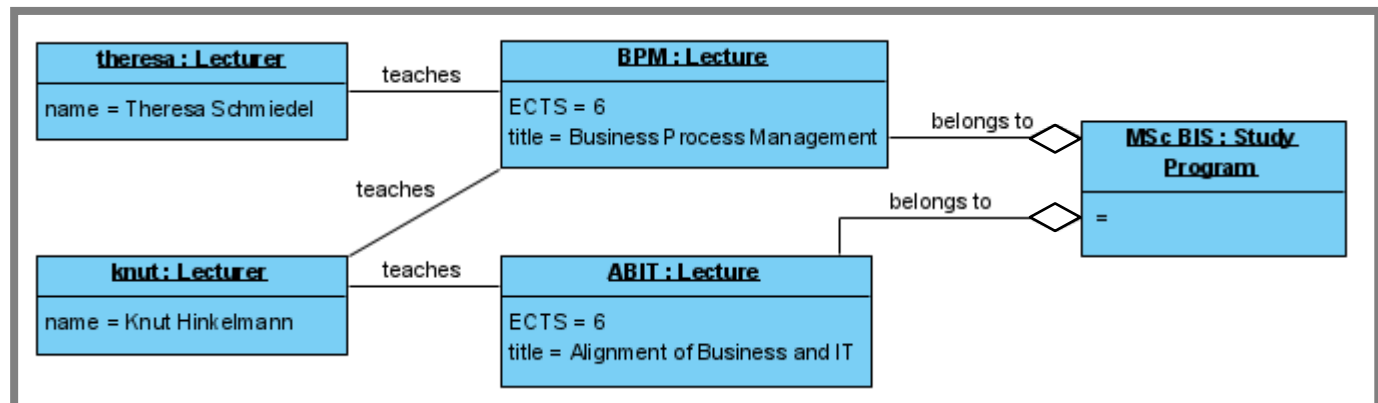 theresa : Lecturer
name = Theresa Schmiedel
teaches
BPM : Lecture
ECTS = 6
title = Business Process Management
belongs to
MSc BIS : Study
Program
=
teaches
belongs to
knut : Lecturer
name = Knut Hinkelmann
teaches
ABIT : Lecture
ECTS = 6
title = Alignment of Business and IT